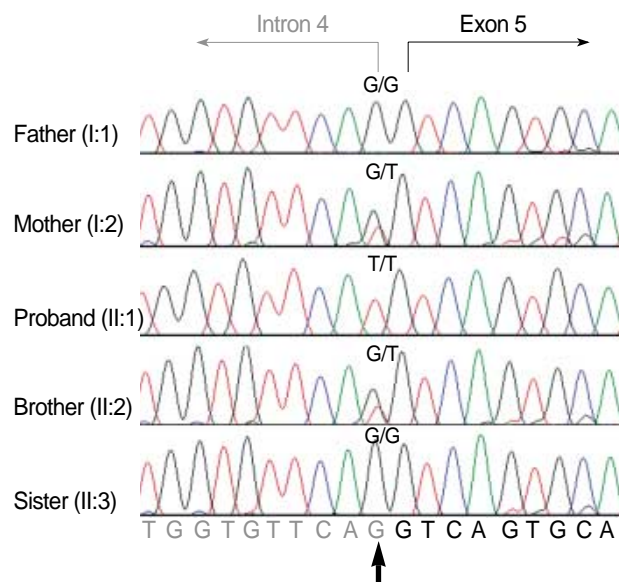 Intron 4 Exon 5
G/G
Father (I:1)
G/T
Mother (I:2)
T/T
Proband (II:1)
G/T
Brother (II:2)
G/G
Sister (II:3)
T G G T G T T C A G G T C A G T G C A